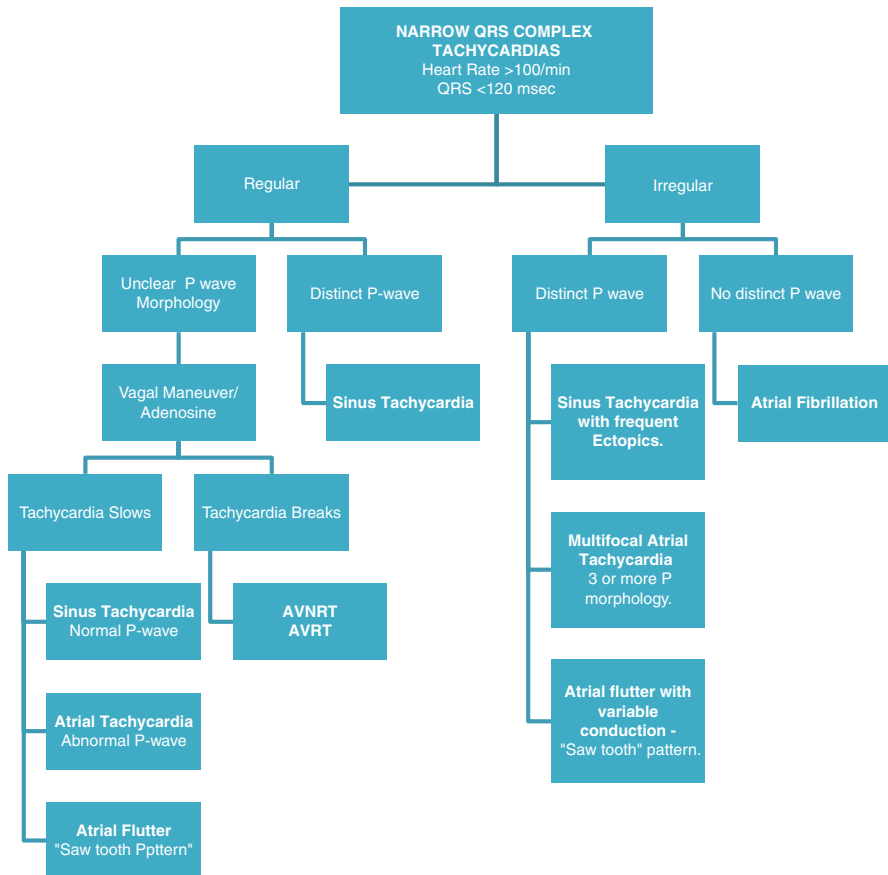 NARROW QRS COMPLEX
TACHYCARDIAS
Heart Rate >100/min
QRS <120 msec
Regular
Irregular
Unclear P wave
Morphology
Distinct P-wave
Distinct P wave
No distinct P wave
Vagal Maneuver/
Adenosine
Sinus Tachycardia
Sinus Tachycardia
with frequent
Ectopics.
Atrial Fibrillation
Tachycardia Slows
Tachycardia Breaks
Multifocal Atrial
Tachycardia
3 or more P
morphology.
Sinus Tachycardia
Normal P-wave
AVNRT
AVRT
Atrial flutter with
variable
conduction -
"Saw tooth" pattern.
Atrial Tachycardia
Abnormal P-wave
Atrial Flutter
"Saw tooth Ppttern"